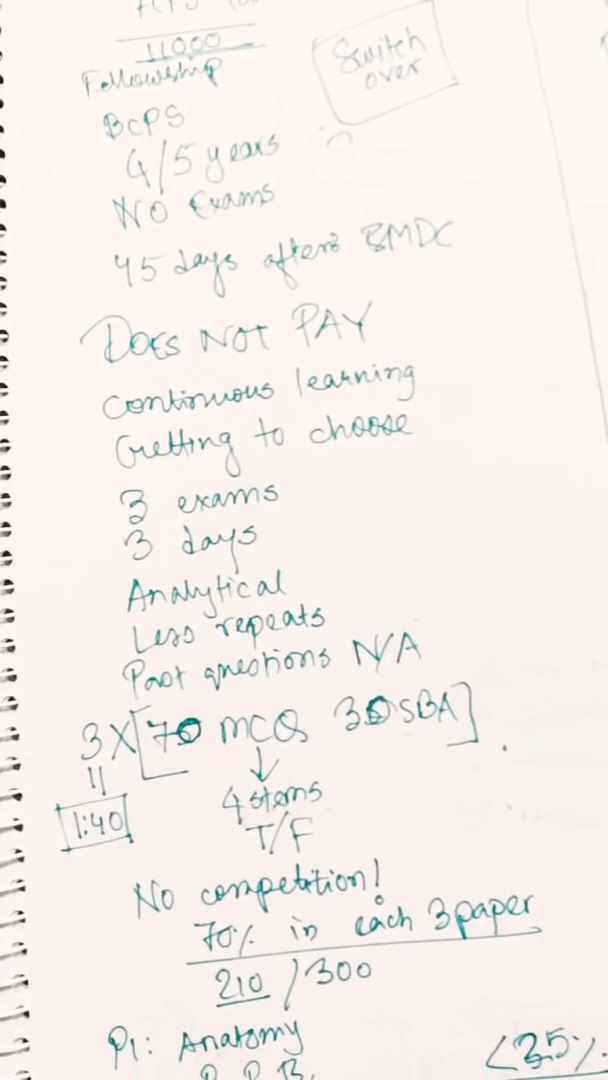 11000
Fellowship
Switch
over
BCPS
4/5 years
NO Exams
45 days after BMDC
DOES NOT PAY
Continuous learning
Getting to choose
3 exams
3 days
Analytical
Less repeats
Past questions N/A
3X[70 MCQ 30 SBA]
11
1:40
4 stems
T/F
No competition!
70% in each 3 paper
210/300
P1: Anatomy
<35%.